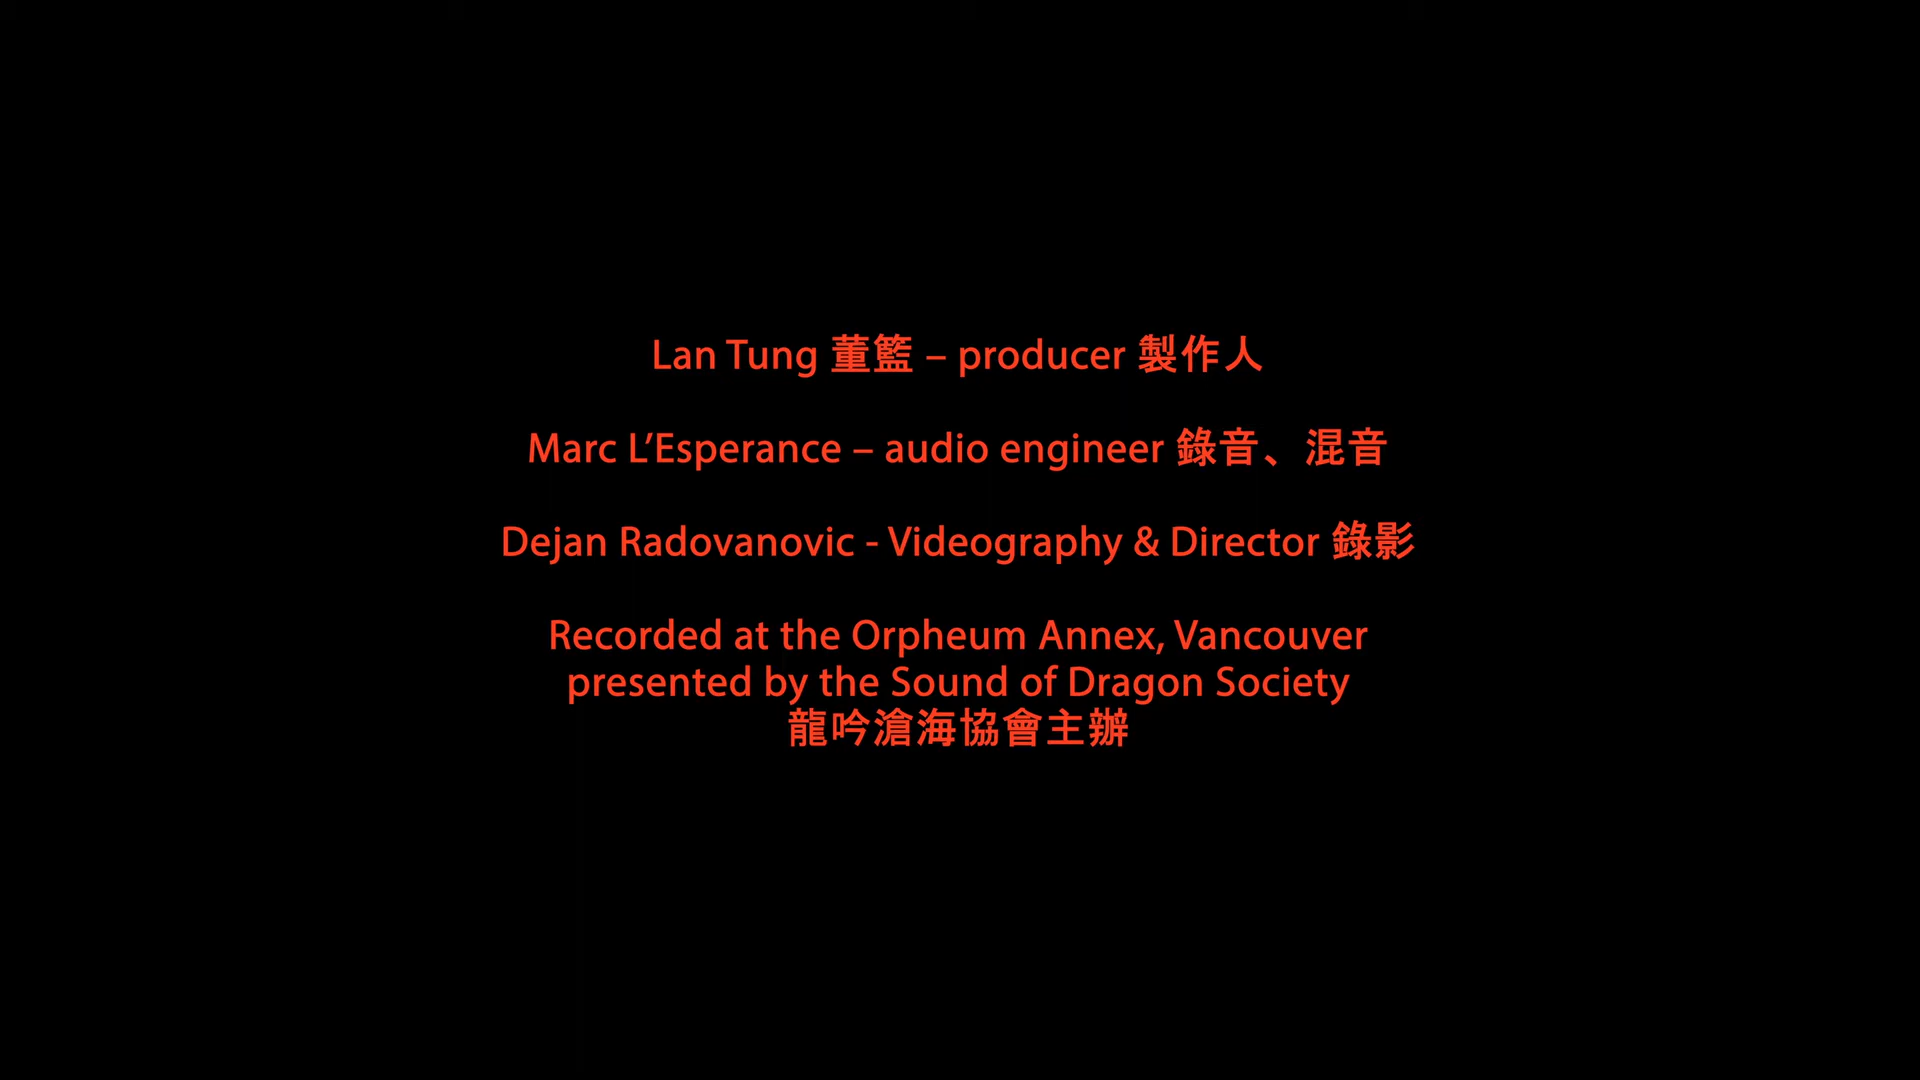 Lan Tung 董籃 – producer 製作人
Marc L’Esperance – audio engineer 錄音、混音
Dejan Radovanovic - Videography & Director 錄影
Recorded at the Orpheum Annex, Vancouver
presented by the Sound of Dragon Society
龍吟滄海協會主辦